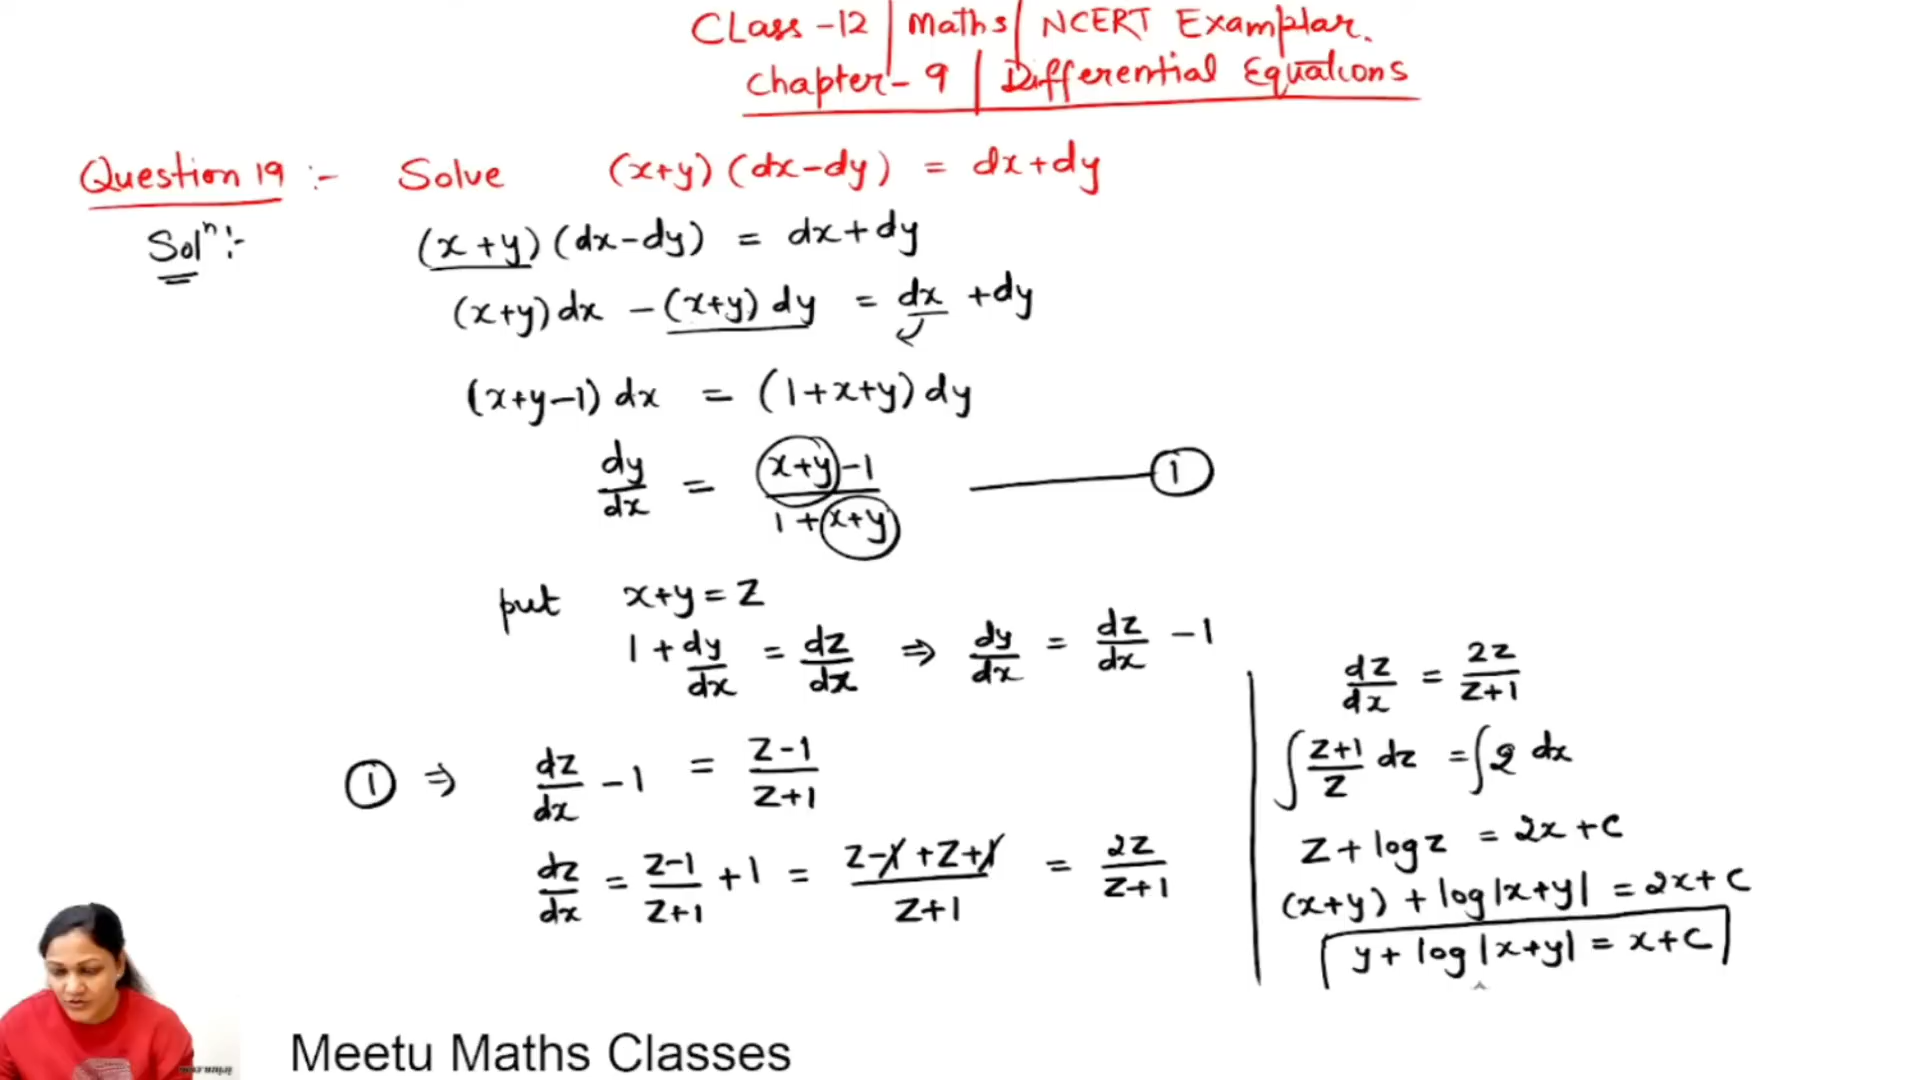 Class -12 | Maths | NCERT Examplar.
Chapter - 9 | Differential Equations
Question 19 :- Solve (x+y)(dx-dy) = dx+dy
Solⁿ:- (x+y)(dx-dy) = dx+dy
(x+y)dx - (x+y)dy = dx +dy
(x+y-1)dx = (1+x+y)dy
dy/dx = (x+y-1)/(1+x+y) ——— ①
put x+y=z
1+dy/dx = dz/dx ⇒ dy/dx = dz/dx -1
① ⇒ dz/dx -1 = (z-1)/(z+1)
dz/dx = (z-1)/(z+1) +1 = (z-1+z+1)/(z+1) = 2z/(z+1)
dz/dx = 2z/(z+1)
∫(z+1)/z dz = ∫2 dx
z+logz = 2x+c
(x+y) + log|x+y| = 2x+c
y+ log|x+y| = x+c
Meetu Maths Classes